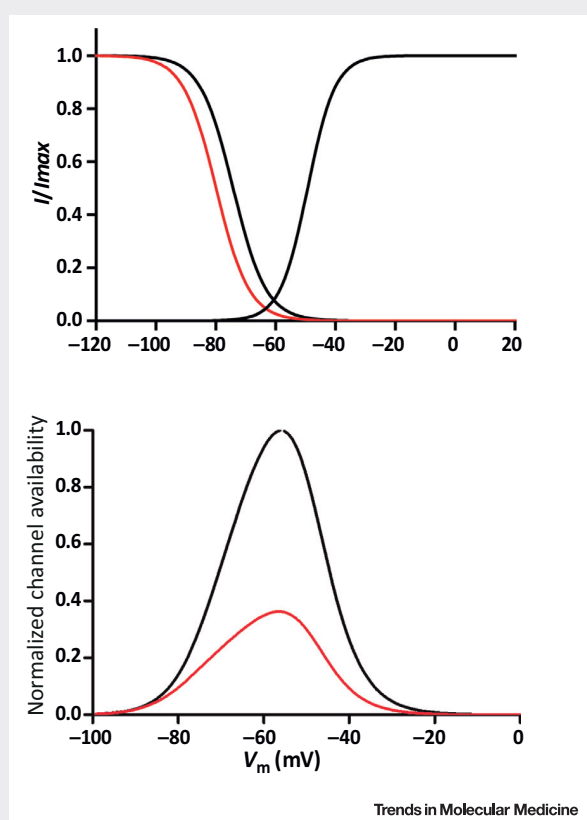 I/Imax
1.0
0.8
0.6
0.4
0.2
0.0
–120 –100 –80 –60 –40 –20 0 20
Normalized channel availability
1.0
0.8
0.6
0.4
0.2
0.0
–100 –80 –60 –40 –20 0
Vm (mV)
Trends in Molecular Medicine